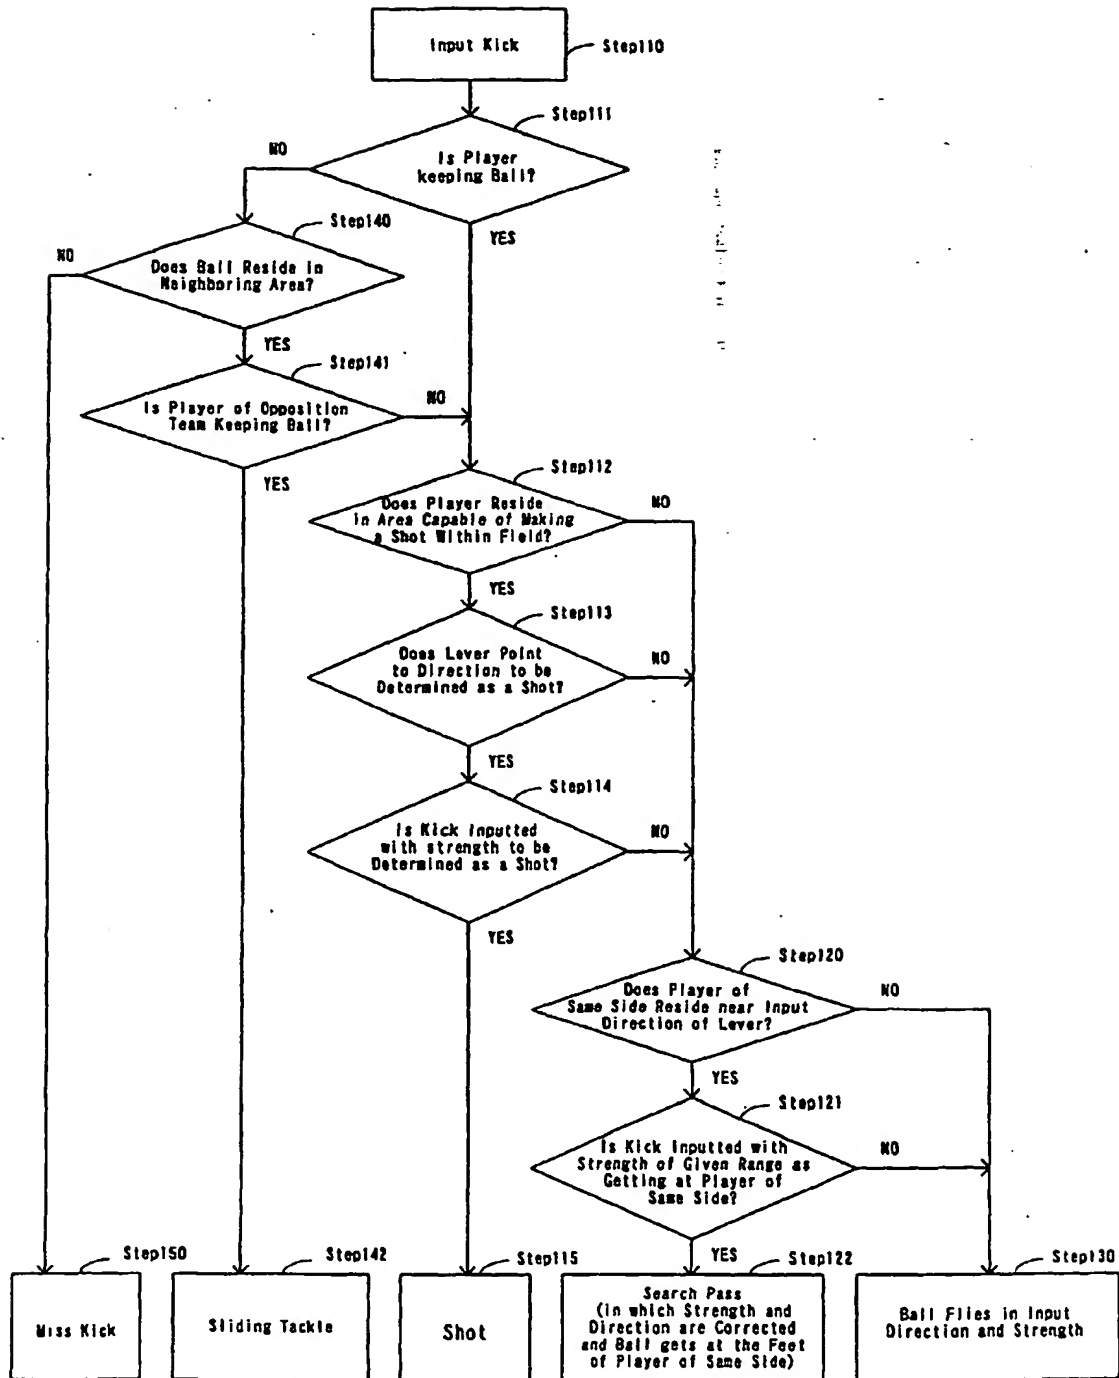 Input Kick
Step110
Step111
NO
Is Player
keeping Ball?
YES
Step140
NO
Does Ball Reside in
Neighboring Area?
YES
Step141
Is Player of Opposition
Team Keeping Ball?
NO
YES
Step112
Does Player Reside
in Area Capable of Making
a Shot Within Field?
NO
YES
Step113
Does Lever Point
to Direction to be
Determined as a Shot?
NO
YES
Step114
Is Kick Inputted
with strength to be
Determined as a Shot?
NO
YES
Step120
Does Player of
Same Side Reside near Input
Direction of Lever?
NO
YES
Step121
Is Kick Inputted with
Strength of Given Range as
Getting at Player of
Same Side?
NO
YES
Step150
Miss Kick
Step142
Sliding Tackle
Step115
Shot
Step122
Search Pass
(in which Strength and
Direction are Corrected
and Ball gets at the Feet
of Player of Same Side)
Step130
Ball Flies in Input
Direction and Strength